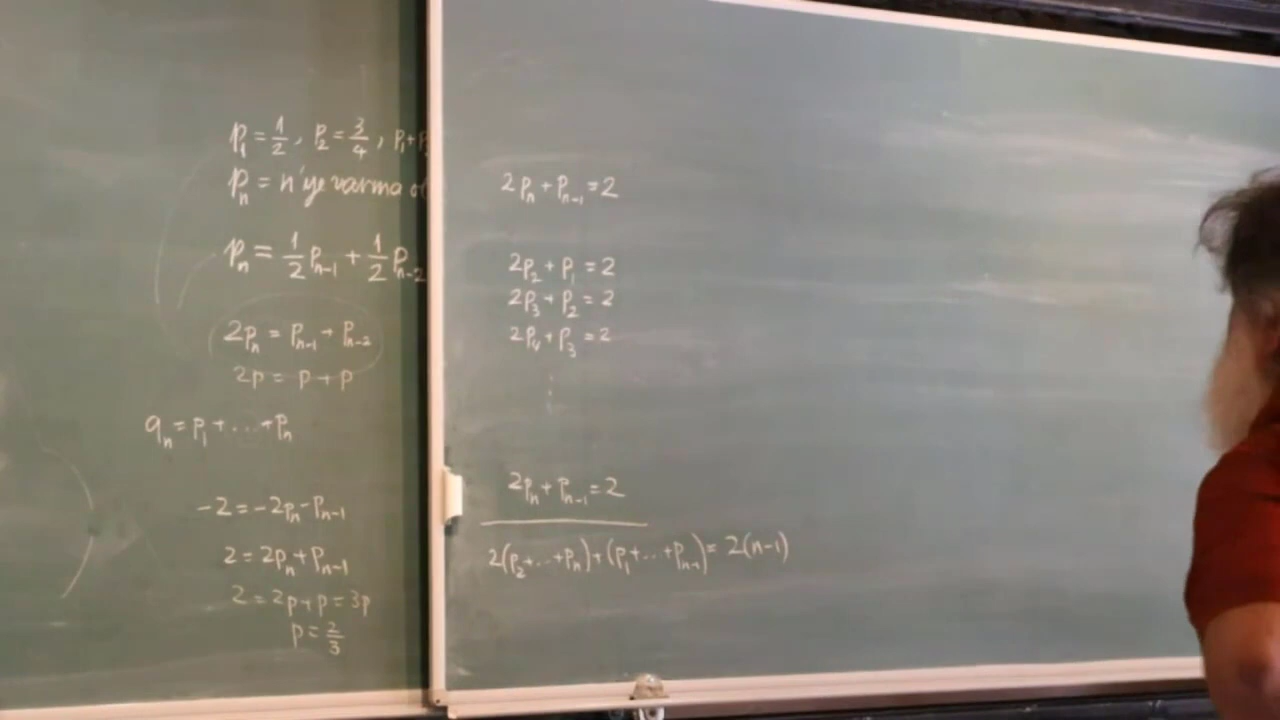 p₁ = 1/2, p₂ = 3/4, p₁+p
pₙ = n'ye varma
pₙ = 1/2 pₙ₋₁ + 1/2 pₙ₋₂
2pₙ = pₙ₋₁ + pₙ₋₂
2p = p + p
qₙ = p₁ + ... + pₙ
-2 = -2pₙ - pₙ₋₁
2 = 2pₙ + pₙ₋₁
2 = 2p + p = 3p
p = 2/3
2pₙ + pₙ₋₁ = 2
2p₂ + p₁ = 2
2p₃ + p₂ = 2
2p₄ + p₃ = 2
⋮
2pₙ + pₙ₋₁ = 2
2(p₂ + ... + pₙ) + (p₁ + ... + pₙ₋₁) = 2(n-1)